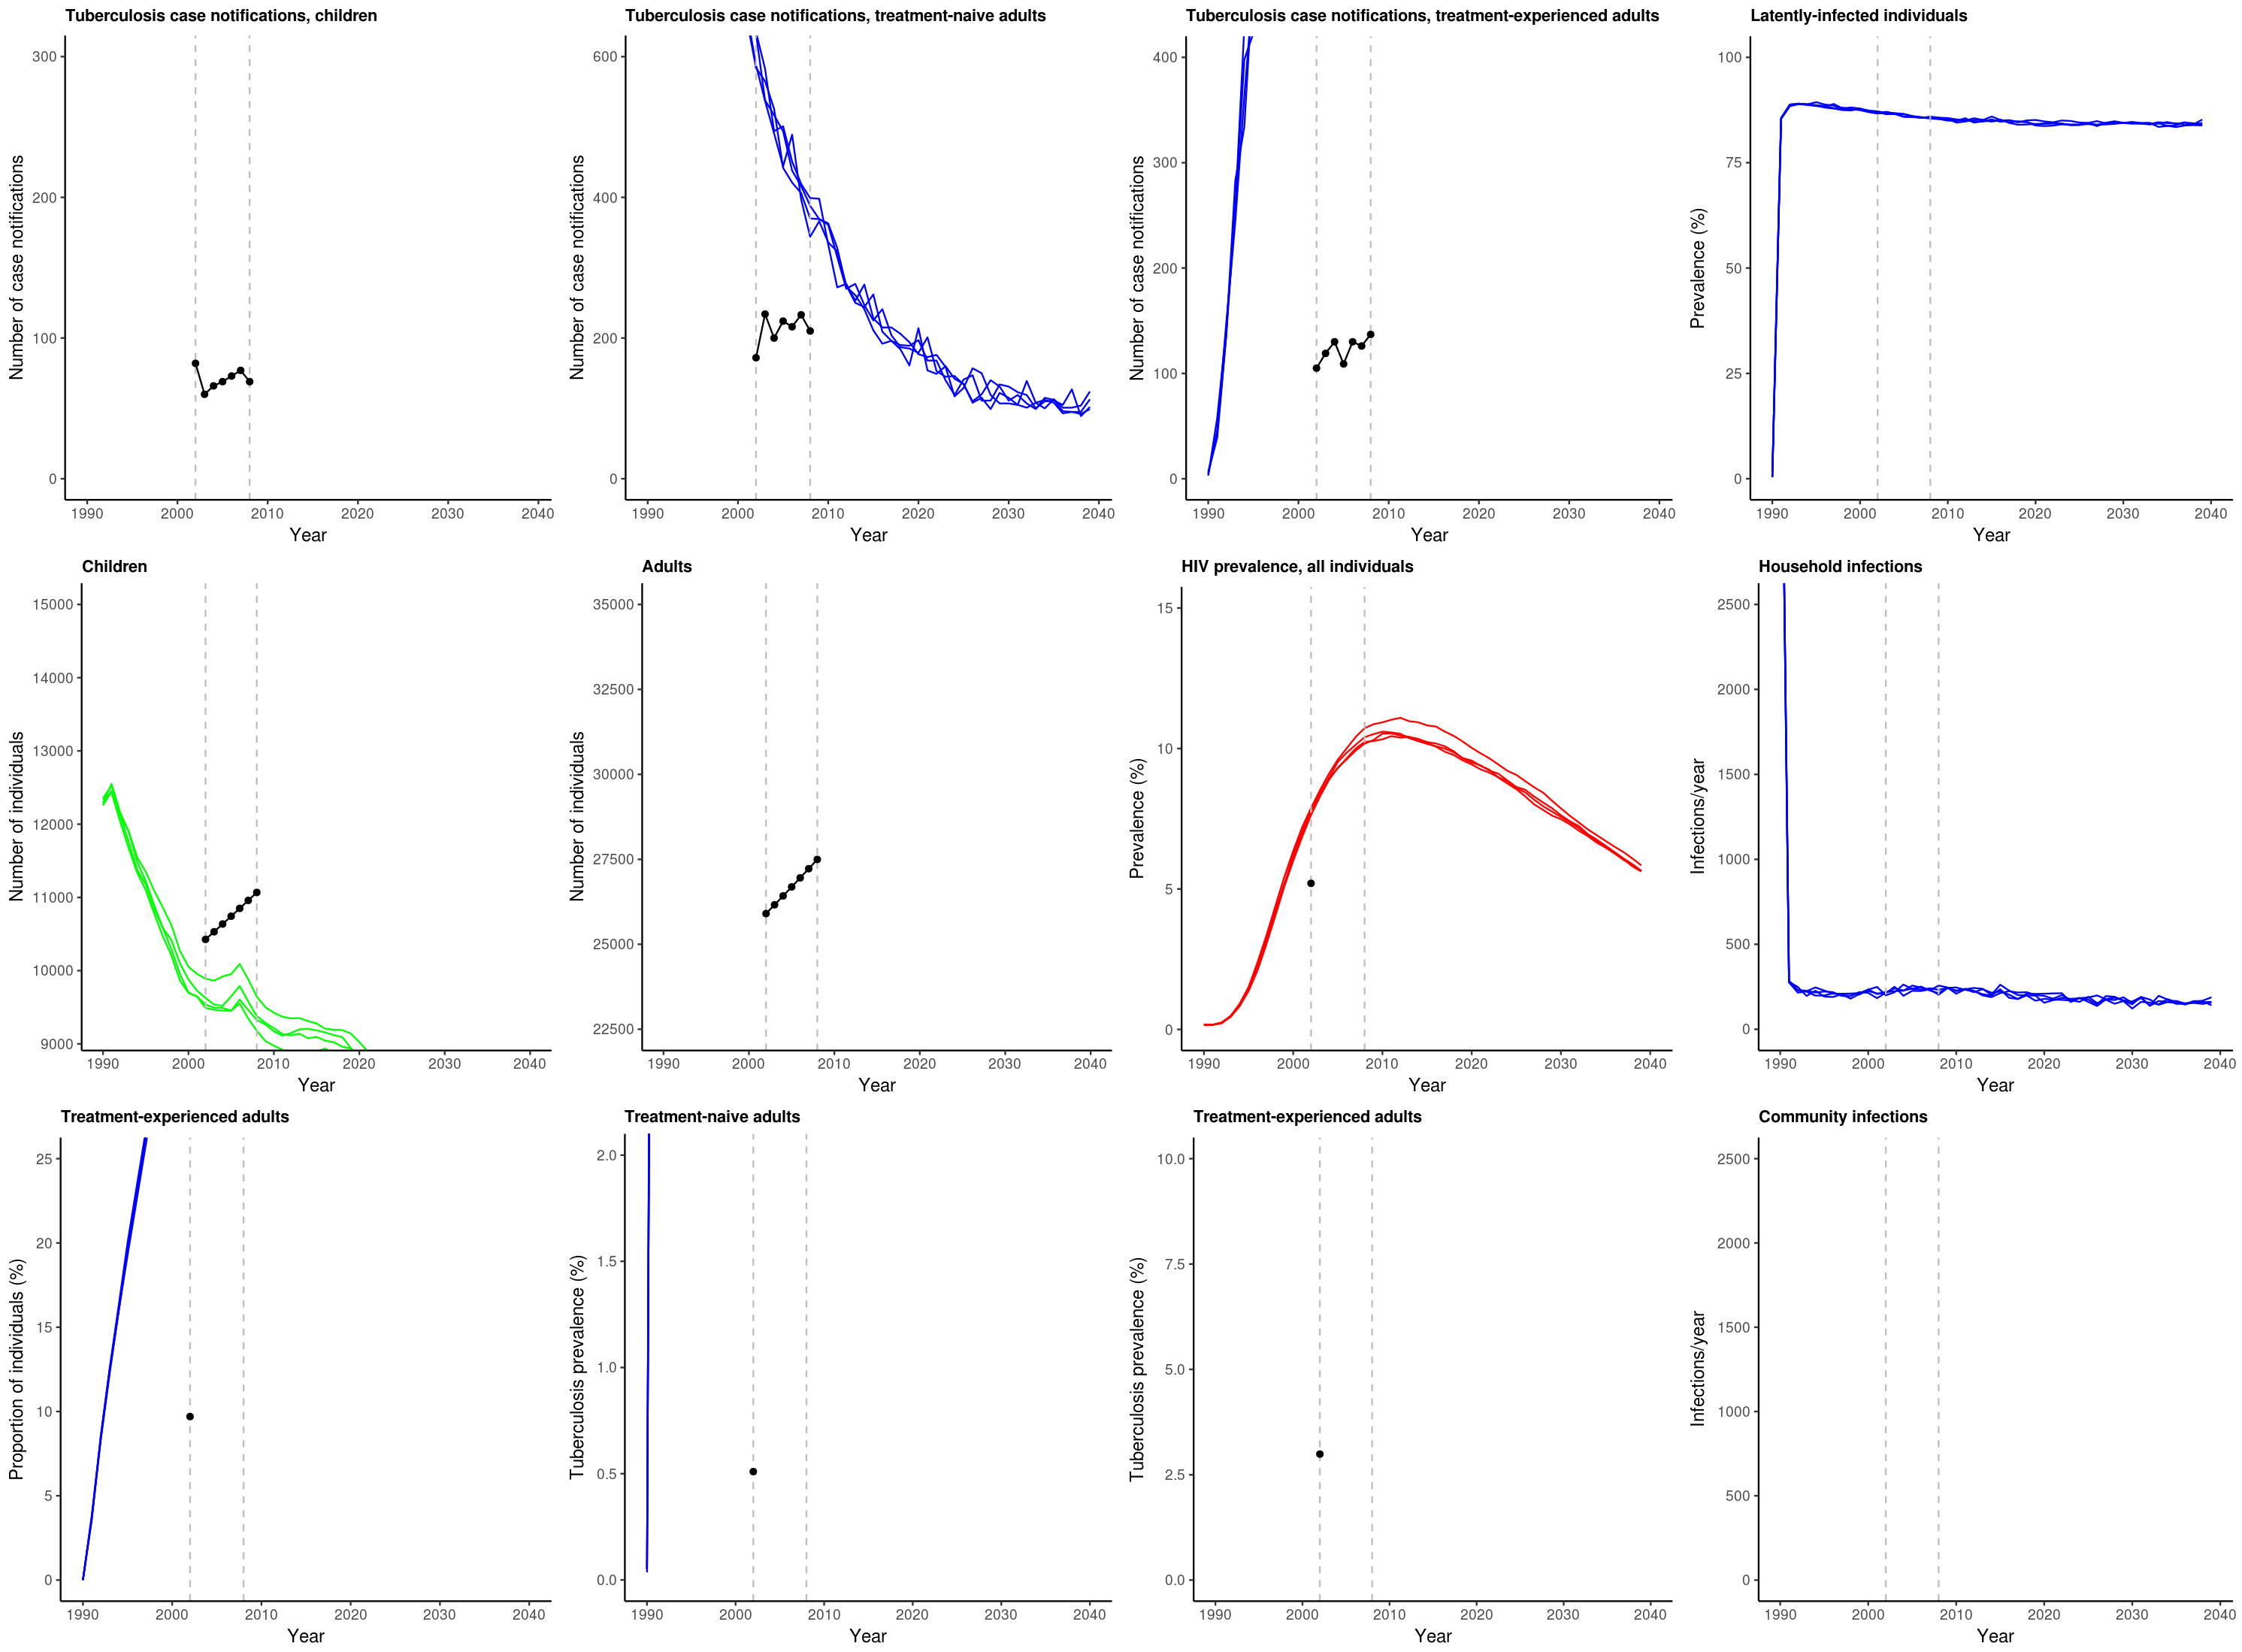 Tuberculosis case notifications, children
Number of case notifications
300
200
100
0
1990 2000 2010 2020 2030 2040
Year
Tuberculosis case notifications, treatment-naive adults
Number of case notifications
600
400
200
0
1990 2000 2010 2020 2030 2040
Year
Tuberculosis case notifications, treatment-experienced adults
Number of case notifications
400
300
200
100
0
1990 2000 2010 2020 2030 2040
Year
Latently-infected individuals
Prevalence (%)
100
75
50
25
0
1990 2000 2010 2020 2030 2040
Year
Children
Number of individuals
15000
14000
13000
12000
11000
10000
9000
1990 2000 2010 2020 2030 2040
Year
Adults
Number of individuals
35000
32500
30000
27500
25000
22500
1990 2000 2010 2020 2030 2040
Year
HIV prevalence, all individuals
Prevalence (%)
15
10
5
0
1990 2000 2010 2020 2030 2040
Year
Household infections
Infections/year
2500
2000
1500
1000
500
0
1990 2000 2010 2020 2030 2040
Year
Treatment-experienced adults
Proportion of individuals (%)
25
20
15
10
5
0
1990 2000 2010 2020 2030 2040
Year
Treatment-naive adults
Tuberculosis prevalence (%)
2.0
1.5
1.0
0.5
0.0
1990 2000 2010 2020 2030 2040
Year
Treatment-experienced adults
Tuberculosis prevalence (%)
10.0
7.5
5.0
2.5
0.0
1990 2000 2010 2020 2030 2040
Year
Community infections
Infections/year
2500
2000
1500
1000
500
0
1990 2000 2010 2020 2030 2040
Year